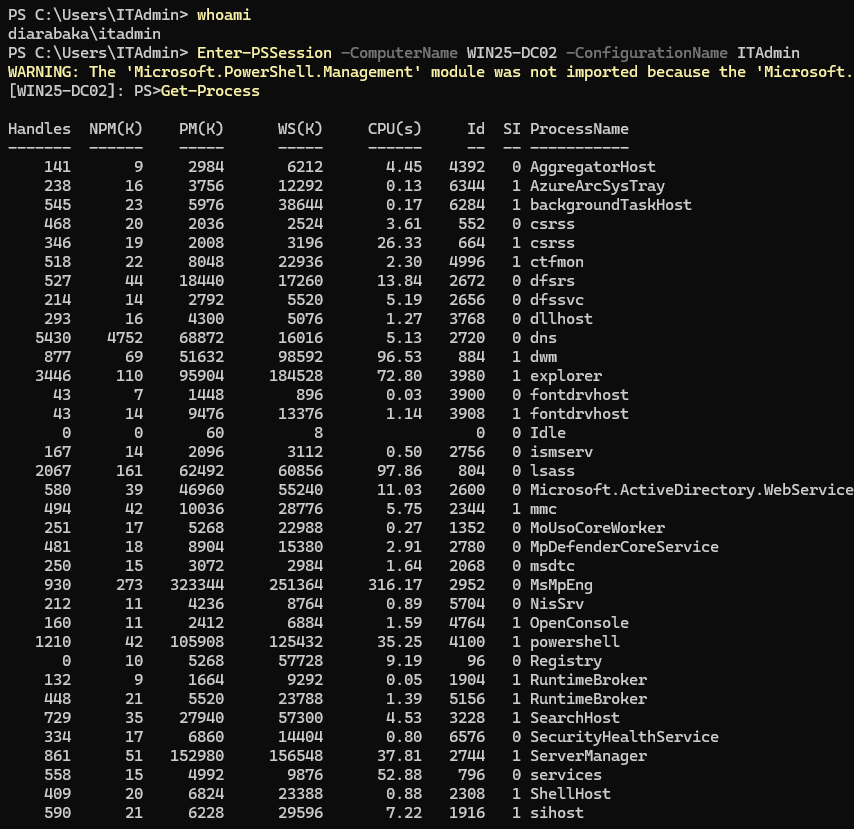 PS C:\Users\ITAdmin> whoami
diarabaka\itadmin
PS C:\Users\ITAdmin> Enter-PSSession -ComputerName WIN25-DC02 -ConfigurationName ITAdmin
WARNING: The 'Microsoft.PowerShell.Management' module was not imported because the 'Microsoft.
[WIN25-DC02]: PS>Get-Process
Handles  NPM(K)    PM(K)      WS(K)     CPU(s)     Id  SI ProcessName
-------  ------    -----      -----     ------     --  -- -----------
    141       9     2984       6212       4.45   4392   0 AggregatorHost
    238      16     3756      12292       0.13   6344   1 AzureArcSysTray
    545      23     5976      38644       0.17   6284   1 backgroundTaskHost
    468      20     2036       2524       3.61    552   0 csrss
    346      19     2008       3196      26.33    664   1 csrss
    518      22     8048      22936       2.30   4996   1 ctfmon
    527      44    18440      17260      13.84   2672   0 dfsrs
    214      14     2792       5520       5.19   2656   0 dfssvc
    293      16     4300       5076       1.27   3768   0 dllhost
   5430    4752    68872      16016       5.13   2720   0 dns
    877      69    51632      98592      96.53    884   1 dwm
   3446     110    95904     184528      72.80   3980   1 explorer
     43       7     1448        896       0.03   3900   0 fontdrvhost
     43      14     9476      13376       1.14   3908   1 fontdrvhost
      0       0       60          8                 0   0 Idle
    167      14     2096       3112       0.50   2756   0 ismserv
   2067     161    62492      60856      97.86    804   0 lsass
    580      39    46960      55240      11.03   2600   0 Microsoft.ActiveDirectory.WebService
    494      42    10036      28776       5.75   2344   1 mmc
    251      17     5268      22988       0.27   1352   0 MoUsoCoreWorker
    481      18     8904      15380       2.91   2780   0 MpDefenderCoreService
    250      15     3072       2984       1.64   2068   0 msdtc
    930     273   323344     251364     316.17   2952   0 MsMpEng
    212      11     4236       8764       0.89   5704   0 NisSrv
    160      11     2412       6884       1.59   4764   1 OpenConsole
   1210      42   105908     125432      35.25   4100   1 powershell
      0      10     5268      57728       9.19     96   0 Registry
    132       9     1664       9292       0.05   1904   1 RuntimeBroker
    448      21     5520      23788       1.39   5156   1 RuntimeBroker
    729      35    27940      57300       4.53   3228   1 SearchHost
    334      17     6860      14404       0.80   6576   0 SecurityHealthService
    861      51   152980     156548      37.81   2744   1 ServerManager
    558      15     4992       9876      52.88    796   0 services
    409      20     6824      23388       0.88   2308   1 ShellHost
    590      21     6228      29596       7.22   1916   1 sihost